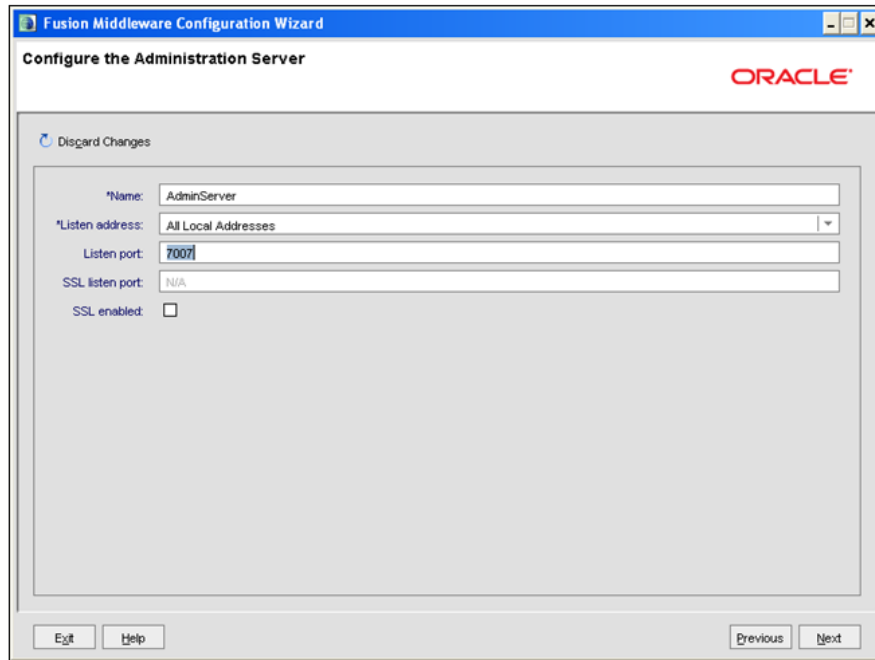 Fusion Middleware Configuration Wizard
Configure the Administration Server
ORACLE
Discard Changes
*Name: AdminServer
*Listen address: All Local Addresses
Listen port: 7007
SSL listen port: N/A
SSL enabled:
Exit Help Previous Next